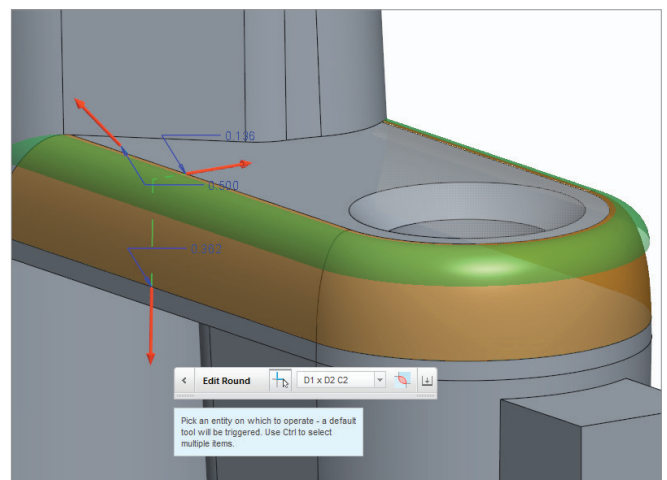 0.136
0.500
0.362
Edit Round
D1 x D2 C2
Pick an entity on which to operate - a default
tool will be triggered. Use Ctrl to select
multiple items.